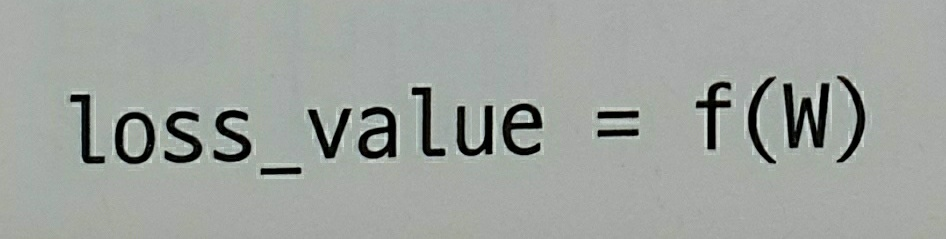 loss_value = f(W)